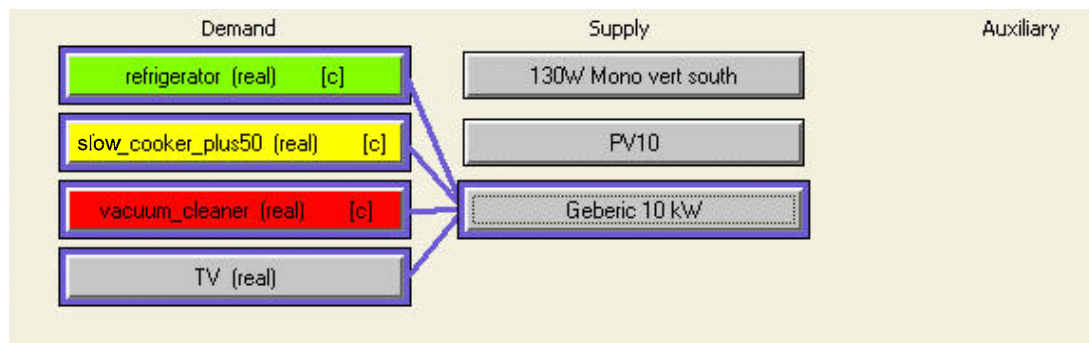 Demand Supply Auxiliary
refrigerator (real) [c] 130W Mono vert south
slow_cooker_plus50 (real) [c] PV10
vacuum_cleaner (real) [c] Geberic 10 kW
TV (real)